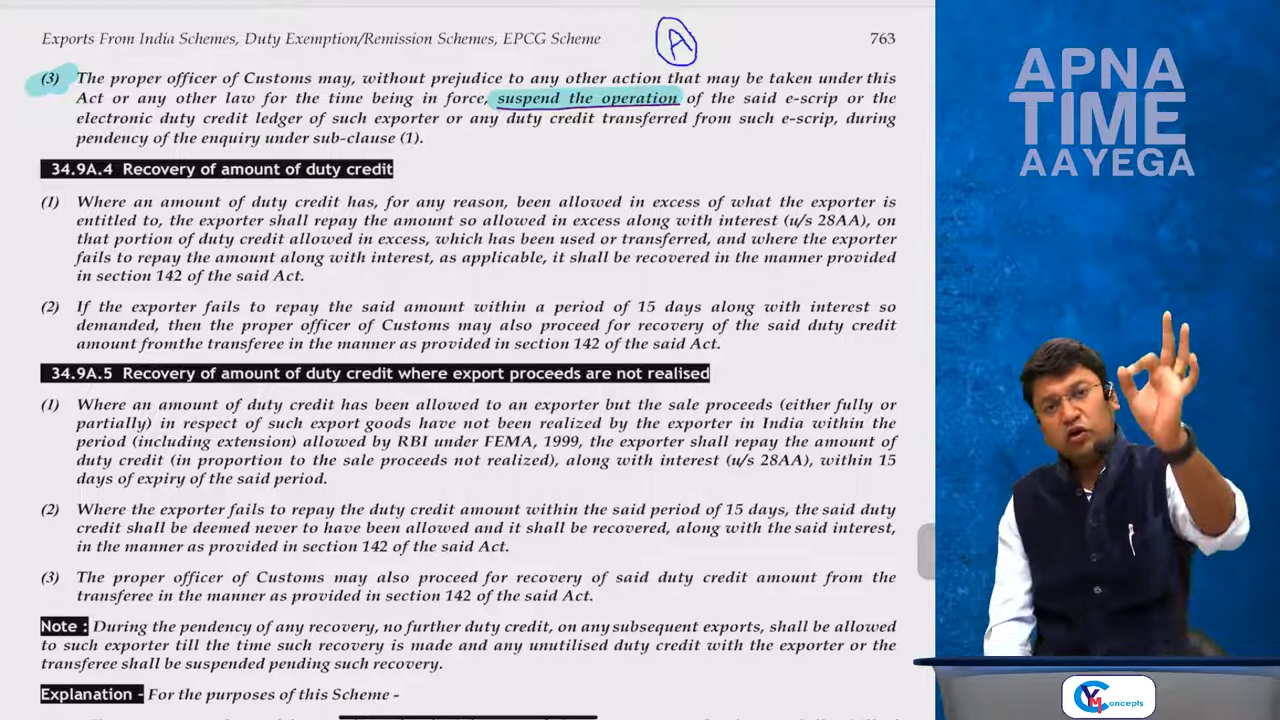 Exports From India Schemes, Duty Exemption/Remission Schemes, EPCG Scheme
A
763
(3) The proper officer of Customs may, without prejudice to any other action that may be taken under this
Act or any other law for the time being in force, suspend the operation of the said e-scrip or the
electronic duty credit ledger of such exporter or any duty credit transferred from such e-scrip, during
pendency of the enquiry under sub-clause (1).
34.9A.4 Recovery of amount of duty credit
(1) Where an amount of duty credit has, for any reason, been allowed in excess of what the exporter is
entitled to, the exporter shall repay the amount so allowed in excess along with interest (u/s 28AA), on
that portion of duty credit allowed in excess, which has been used or transferred, and where the exporter
fails to repay the amount along with interest, as applicable, it shall be recovered in the manner provided
in section 142 of the said Act.
(2) If the exporter fails to repay the said amount within a period of 15 days along with interest so
demanded, then the proper officer of Customs may also proceed for recovery of the said duty credit
amount fromthe transferee in the manner as provided in section 142 of the said Act.
34.9A.5 Recovery of amount of duty credit where export proceeds are not realised
(1) Where an amount of duty credit has been allowed to an exporter but the sale proceeds (either fully or
partially) in respect of such export goods have not been realized by the exporter in India within the
period (including extension) allowed by RBI under FEMA, 1999, the exporter shall repay the amount of
duty credit (in proportion to the sale proceeds not realized), along with interest (u/s 28AA), within 15
days of expiry of the said period.
(2) Where the exporter fails to repay the duty credit amount within the said period of 15 days, the said duty
credit shall be deemed never to have been allowed and it shall be recovered, along with the said interest,
in the manner as provided in section 142 of the said Act.
(3) The proper officer of Customs may also proceed for recovery of said duty credit amount from the
transferee in the manner as provided in section 142 of the said Act.
Note : During the pendency of any recovery, no further duty credit, on any subsequent exports, shall be allowed
to such exporter till the time such recovery is made and any unutilised duty credit with the exporter or the
transferee shall be suspended pending such recovery.
Explanation - For the purposes of this Scheme -
APNA
TIME
AAYEGA
YM Concepts